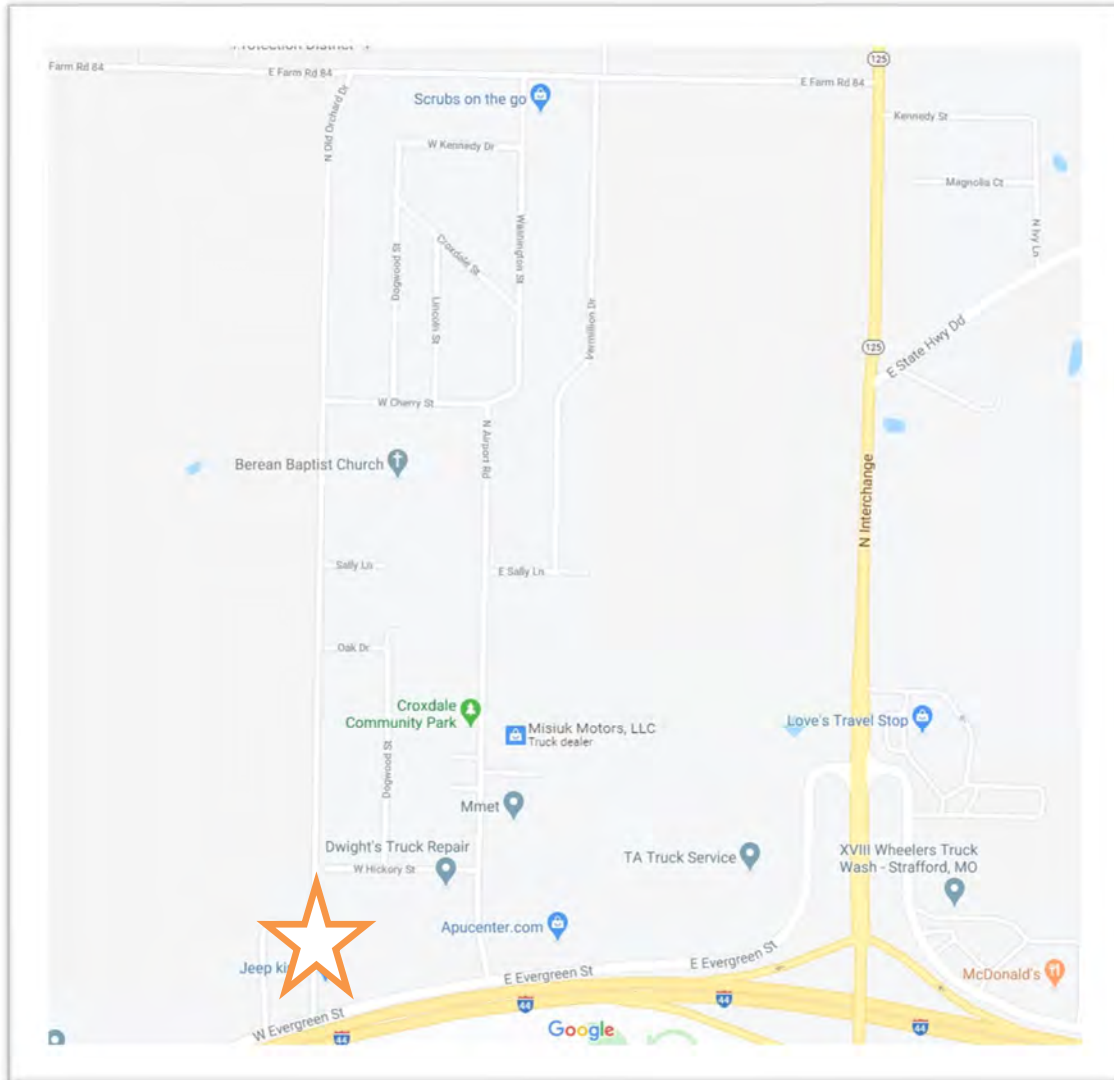 125
Farm Rd 84
E Farm Rd 84
E Farm Rd 84
Scrubs on the go
N Old Orchard Dr
Kennedy St
W Kennedy Dr
Magnolia Ct
N Ivy Ln
Washington St
Croxdale St
Dogwood St
Lincoln St
Vermillion Dr
125
E State Hwy Dd
W Cherry St
N Airport Rd
Berean Baptist Church
N Interchange
Sally Ln
E Sally Ln
Oak Dr
Croxdale
Community Park
Love's Travel Stop
Misiuk Motors, LLC
Truck dealer
Dogwood St
Mmet
Dwight's Truck Repair
XVIII Wheelers Truck
Wash - Strafford, MO
TA Truck Service
W Hickory St
Apucenter.com
E Evergreen St
E Evergreen St
Jeep
McDonald's
44
44
44
44
W Evergreen St
Google